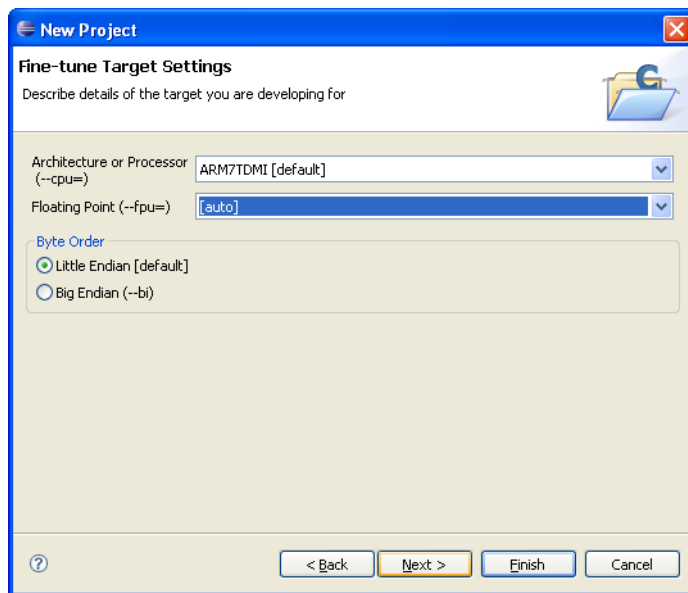 New Project
Fine-tune Target Settings
Describe details of the target you are developing for
Architecture or Processor
(--cpu=)
ARM7TDMI [default]
Floating Point (--fpu=)
[auto]
Byte Order
Little Endian [default]
Big Endian (--bi)
?
< Back
Next >
Finish
Cancel